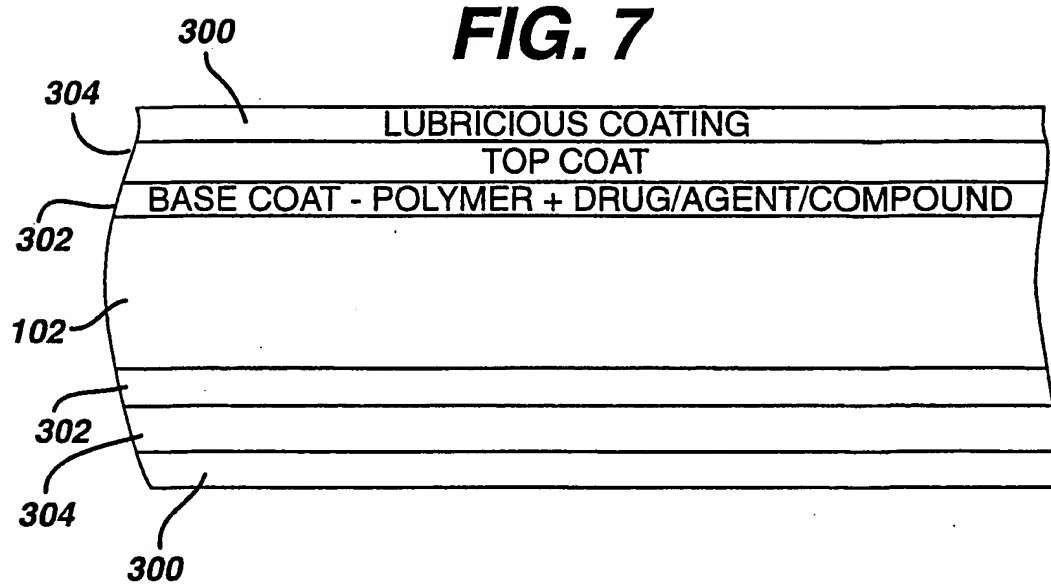 FIG. 7
300
304
LUBRICIOUS COATING
TOP COAT
BASE COAT - POLYMER + DRUG/AGENT/COMPOUND
302
102
302
304
300